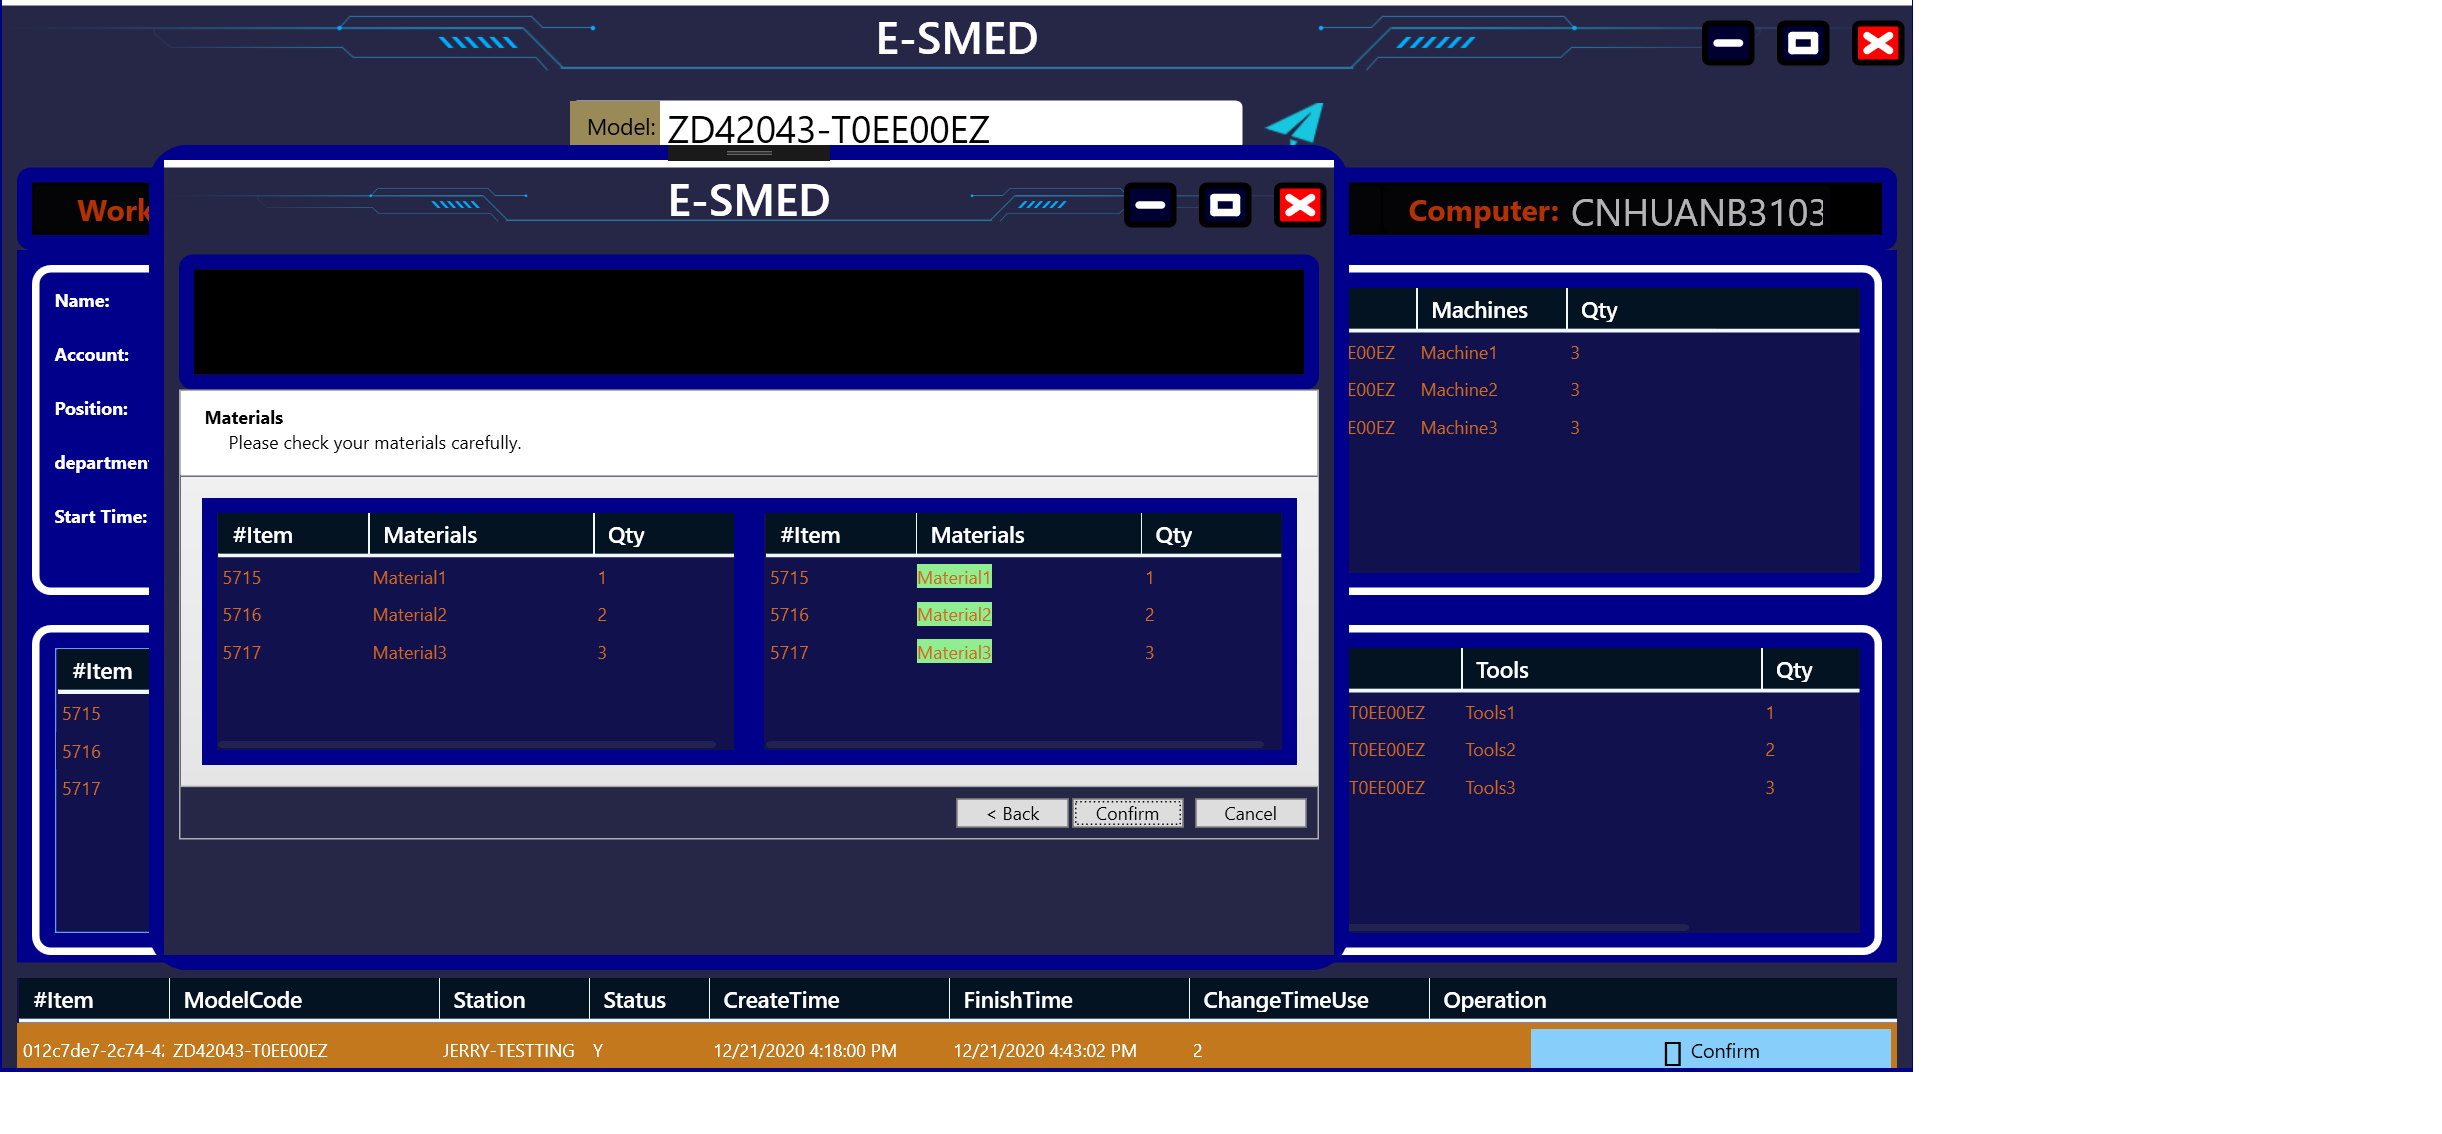 E-SMED
Model: ZD42043-T0EE00EZ
E-SMED
Work
Computer: CNHUANB3103
Name:
Account:
Position:
departmen
Start Time:
Materials
Please check your materials carefully.
#Item Materials Qty
5715 Material1 1
5716 Material2 2
5717 Material3 3
#Item Materials Qty
5715 Material1 1
5716 Material2 2
5717 Material3 3
< Back Confirm Cancel
Machines Qty
E00EZ Machine1 3
E00EZ Machine2 3
E00EZ Machine3 3
#Item
5715
5716
5717
Tools Qty
T0EE00EZ Tools1 1
T0EE00EZ Tools2 2
T0EE00EZ Tools3 3
#Item ModelCode Station Status CreateTime FinishTime ChangeTimeUse Operation
012c7de7-2c74-4 ZD42043-T0EE00EZ JERRY-TESTTING Y 12/21/2020 4:18:00 PM 12/21/2020 4:43:02 PM 2 Confirm